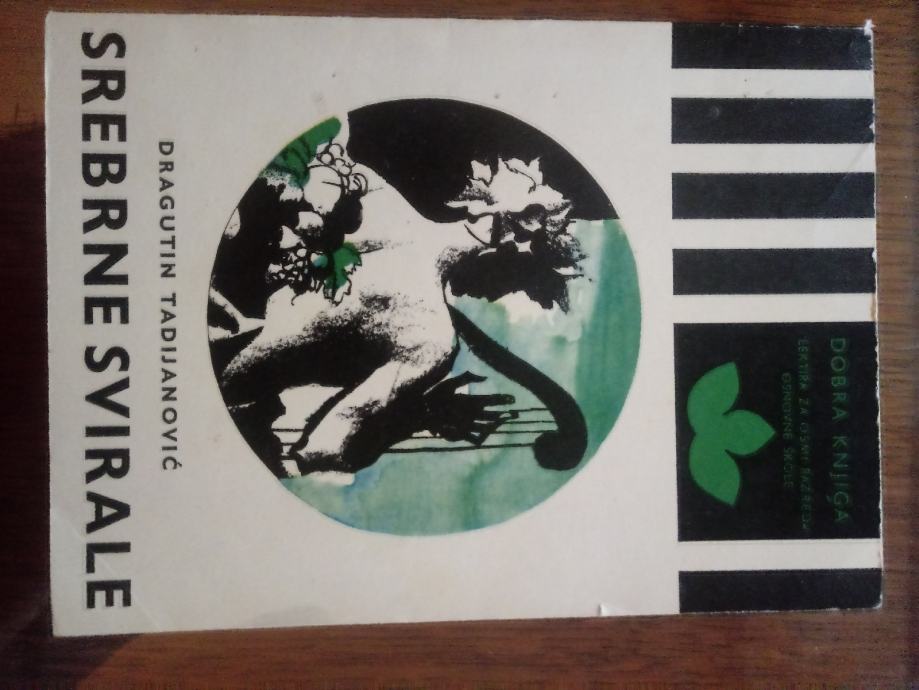 DOBRA KNJIGA
LEKTIRA ZA OSMI RAZRED
OSNOVNE ŠKOLE
DRAGUTIN TADIJANOVIĆ
SREBRNE SVIRALE